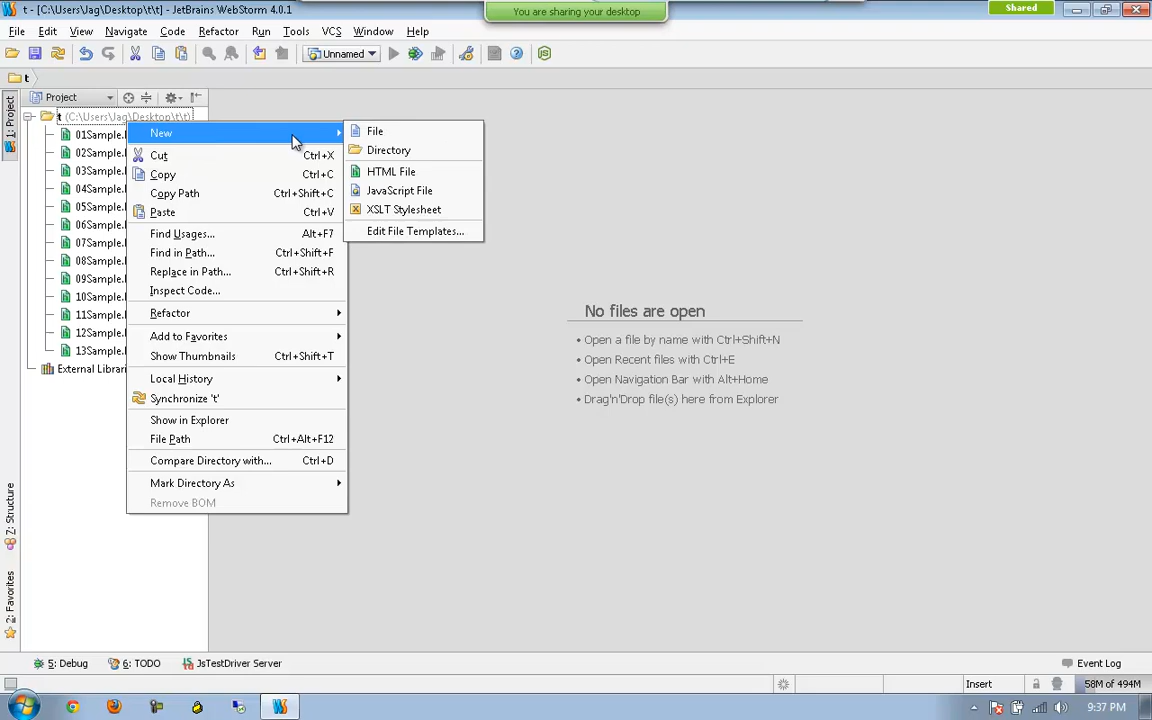 t - [C:\Users\Jag\Desktop\t\t] - JetBrains WebStorm 4.0.1
You are sharing your desktop
Shared
File Edit View Navigate Code Refactor Run Tools VCS Window Help
Unnamed
t
Project
1: Project
t (C:\Users\Jag\Desktop\t\t)
01Sample.
02Sample.
03Sample.
04Sample.
05Sample.
06Sample.
07Sample.
08Sample.
09Sample.
10Sample.
11Sample.
12Sample.
13Sample.
External Librari
New
Cut Ctrl+X
Copy Ctrl+C
Copy Path Ctrl+Shift+C
Paste Ctrl+V
Find Usages... Alt+F7
Find in Path... Ctrl+Shift+F
Replace in Path... Ctrl+Shift+R
Inspect Code...
Refactor
Add to Favorites
Show Thumbnails Ctrl+Shift+T
Local History
Synchronize 't'
Show in Explorer
File Path Ctrl+Alt+F12
Compare Directory with... Ctrl+D
Mark Directory As
Remove BOM
File
Directory
HTML File
JavaScript File
XSLT Stylesheet
Edit File Templates...
No files are open
• Open a file by name with Ctrl+Shift+N
• Open Recent files with Ctrl+E
• Open Navigation Bar with Alt+Home
• Drag'n'Drop file(s) here from Explorer
Z: Structure
2: Favorites
5: Debug 6: TODO JsTestDriver Server
Event Log
Insert
58M of 494M
9:37 PM